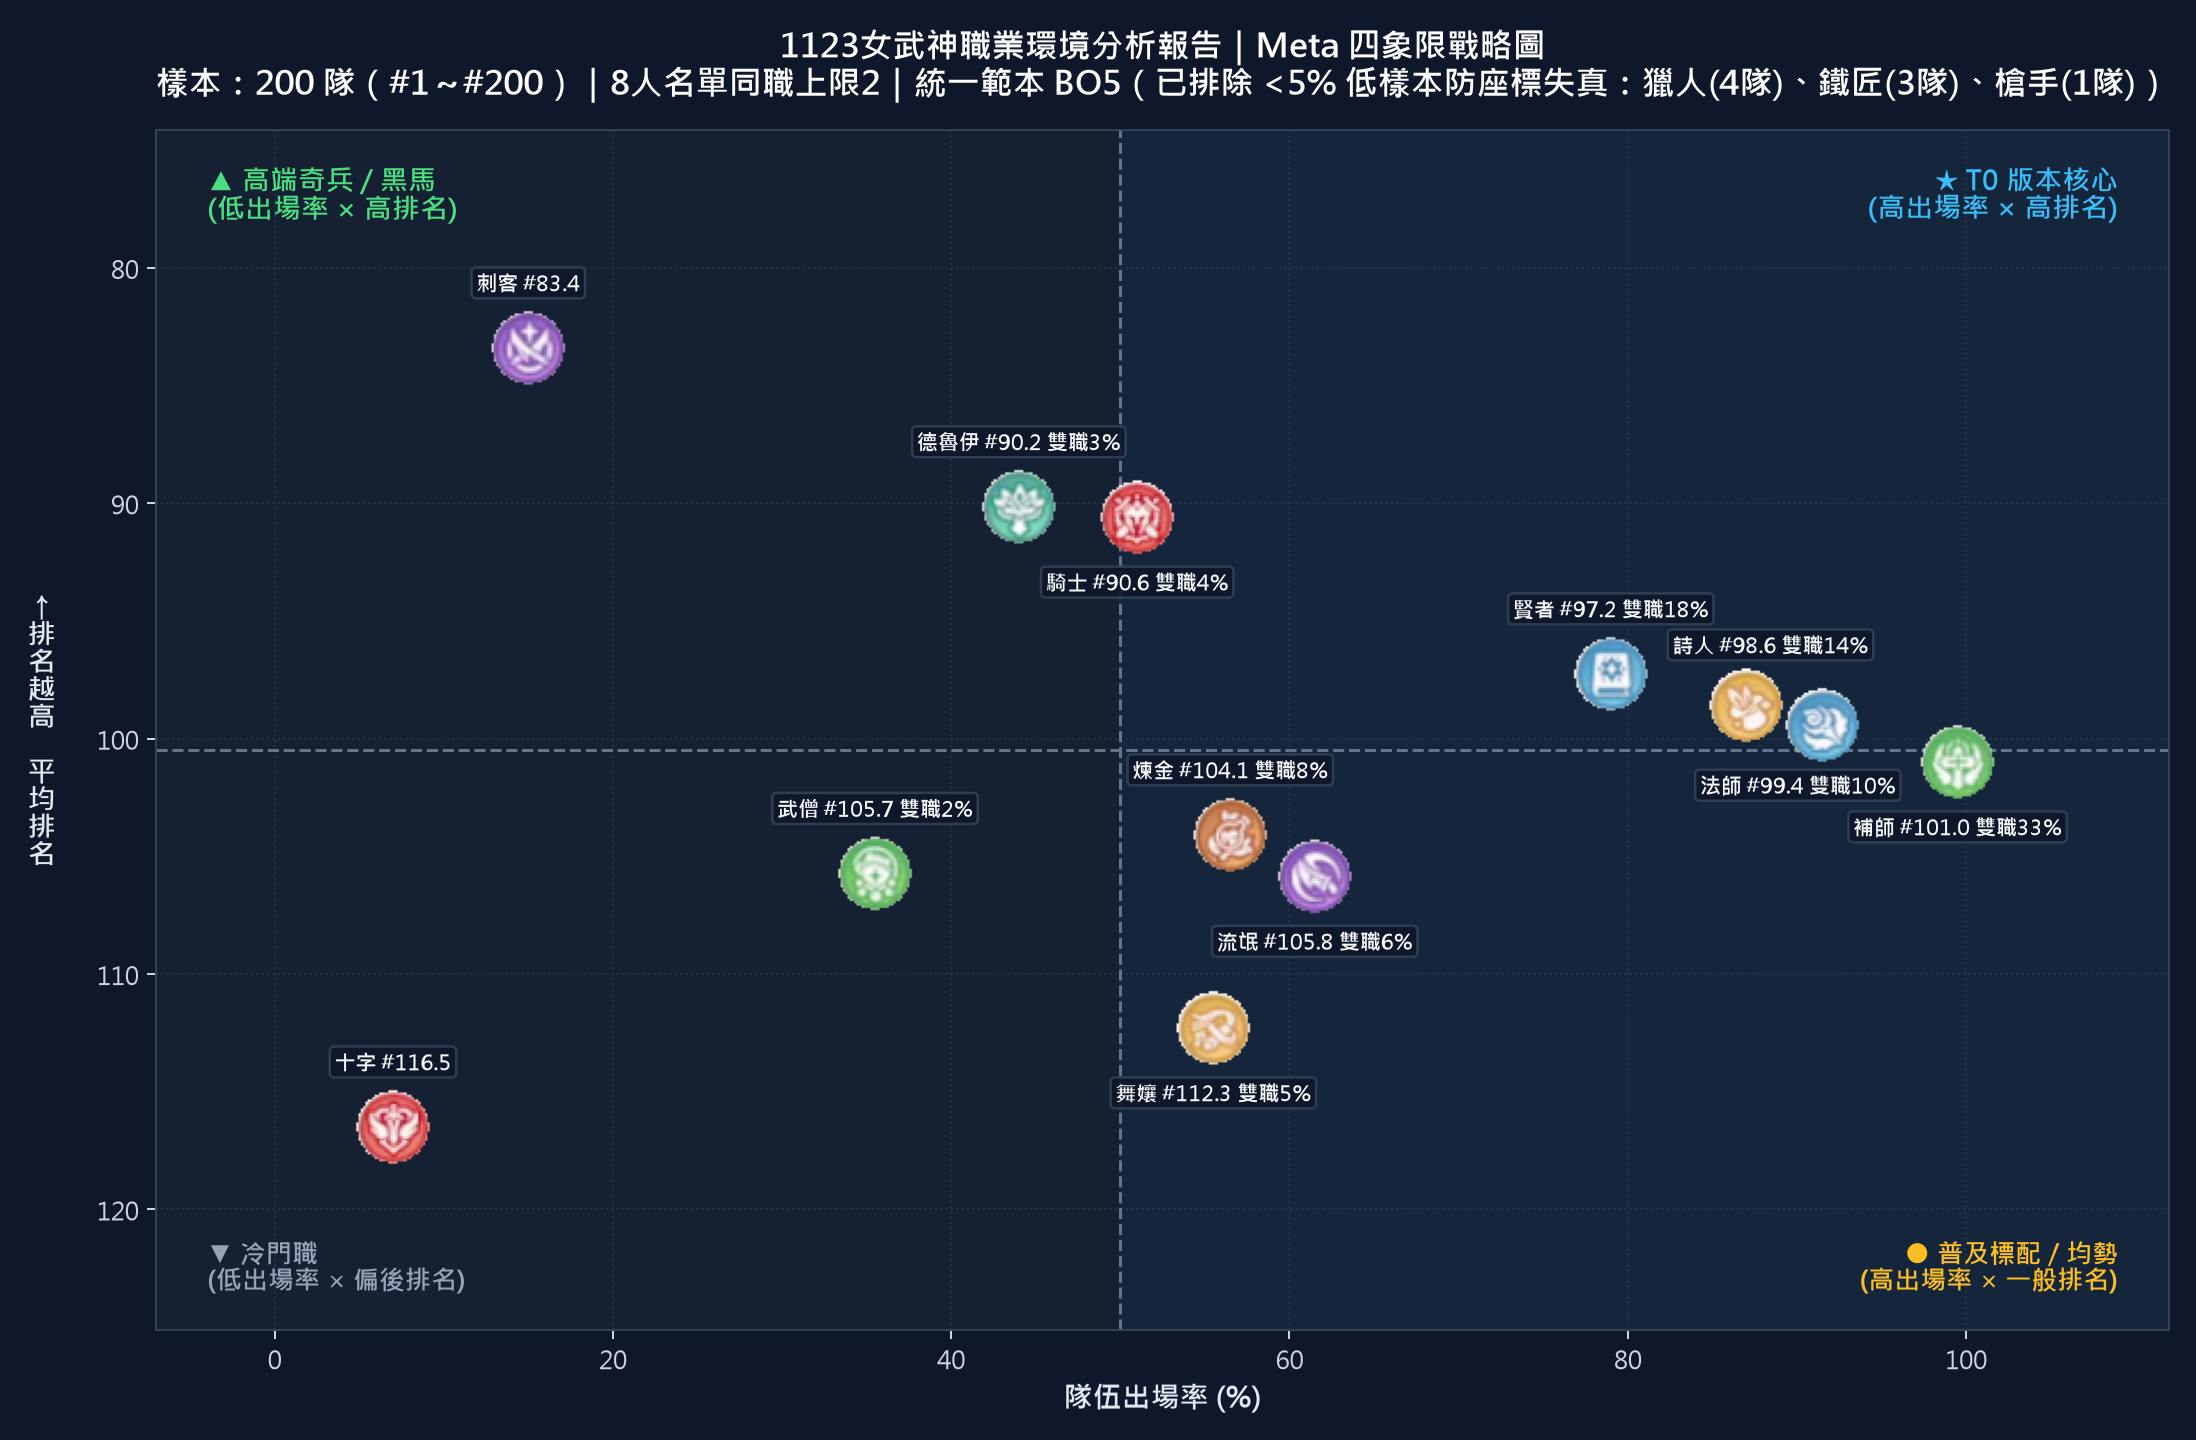 1123女武神職業環境分析報告｜Meta 四象限戰略圖
樣本：200 隊（#1～#200）｜8人名單同職上限2｜統一範本 BO5（已排除 <5% 低樣本防座標失真：獵人(4隊)、鐵匠(3隊)、槍手(1隊)）
▲ 高端奇兵 / 黑馬
(低出場率 × 高排名)
★ T0 版本核心
(高出場率 × 高排名)
80
刺客 #83.4
德魯伊 #90.2 雙職3%
90
騎士 #90.6 雙職4%
賢者 #97.2 雙職18%
詩人 #98.6 雙職14%
100
煉金 #104.1 雙職8%
法師 #99.4 雙職10%
武僧 #105.7 雙職2%
補師 #101.0 雙職33%
流氓 #105.8 雙職6%
110
十字 #116.5
舞孃 #112.3 雙職5%
120
▼ 冷門職
(低出場率 × 偏後排名)
● 普及標配 / 均勢
(高出場率 × 一般排名)
0 20 40 60 80 100
隊伍出場率 (%)
↑排名越高 平均排名